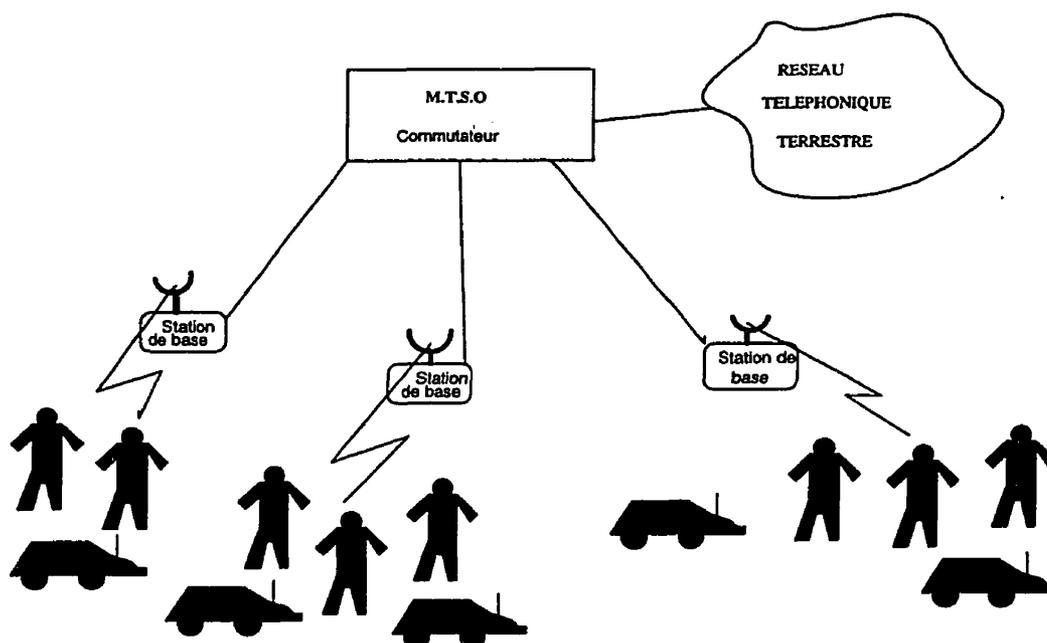 M.T.S.O
Commutateur
RESEAU
TELEPHONIQUE
TERRESTRE
Station
de base
Station
de base
Station de
base